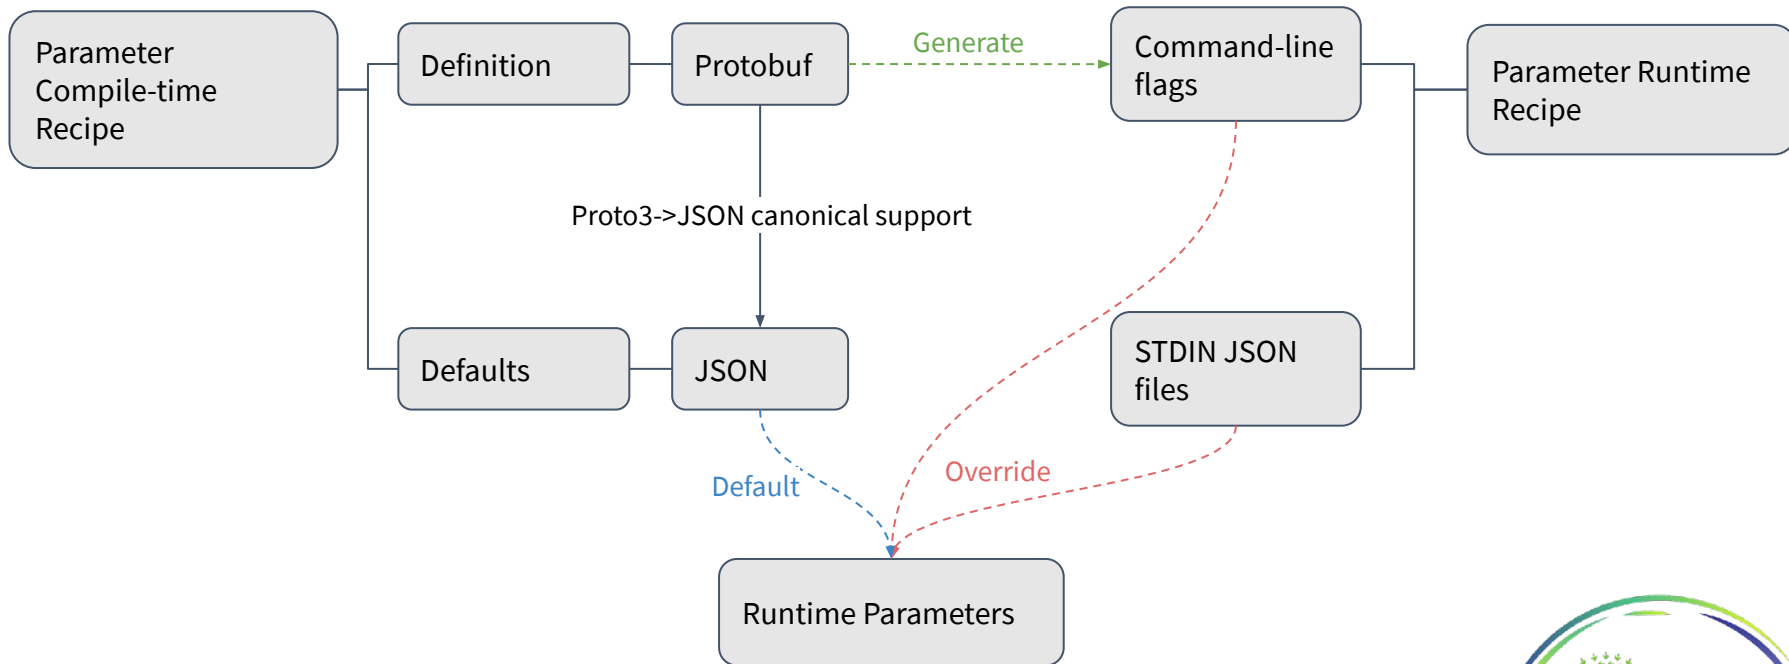 Parameter
Compile-time
Recipe
Definition
Protobuf
Generate
Command-line
flags
Parameter Runtime
Recipe
Proto3->JSON canonical support
Defaults
JSON
STDIN JSON
files
Default
Override
Runtime Parameters